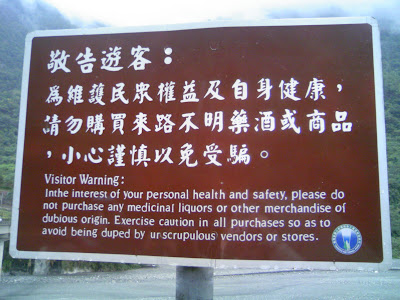 敬告遊客：
為維護民眾權益及自身健康，
請勿購買來路不明藥酒或商品
，小心謹慎以免受騙。
Visitor Warning:
Inthe interest of your personal health and safety, please do
not purchase any medicinal liquors or other merchandise of
dubious origin. Exercise caution in all purchases so as to
avoid being duped by un scrupulous vendors or stores.